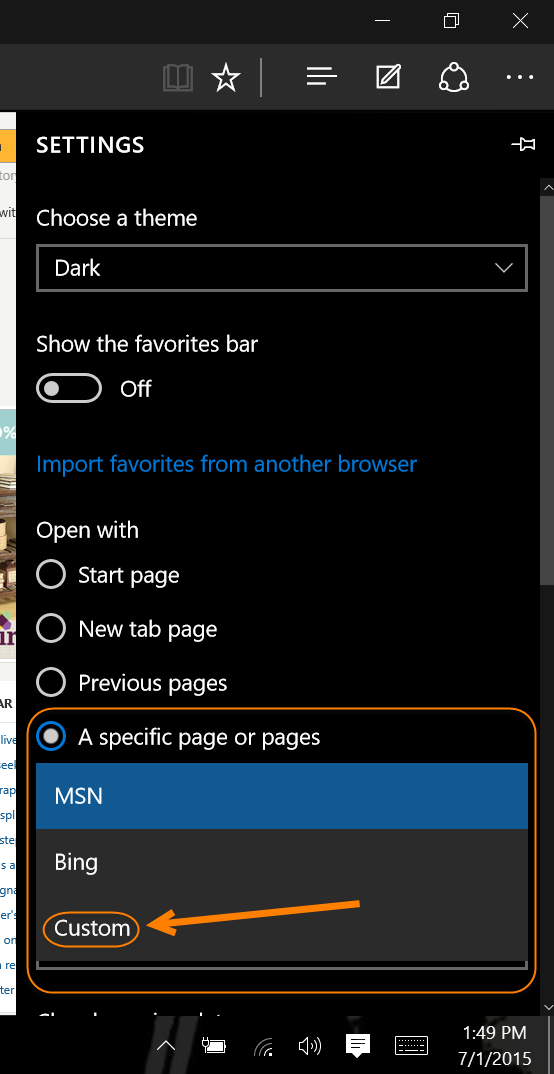 SETTINGS
Choose a theme
Dark
Show the favorites bar
Off
Import favorites from another browser
Open with
Start page
New tab page
Previous pages
A specific page or pages
MSN
Bing
Custom
1:49 PM
7/1/2015